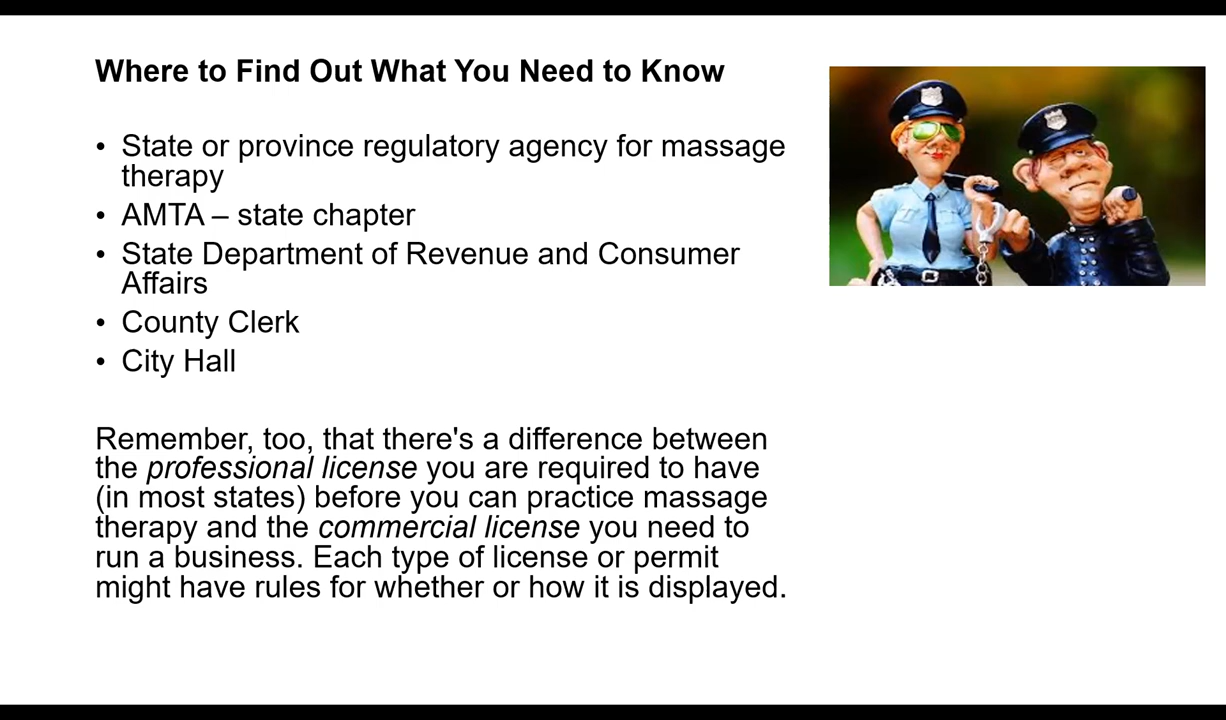 Where to Find Out What You Need to Know
• State or province regulatory agency for massage
therapy
• AMTA – state chapter
• State Department of Revenue and Consumer
Affairs
• County Clerk
• City Hall
Remember, too, that there's a difference between
the professional license you are required to have
(in most states) before you can practice massage
therapy and the commercial license you need to
run a business. Each type of license or permit
might have rules for whether or how it is displayed.